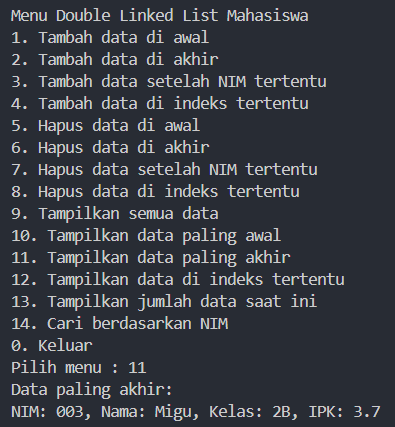 Menu Double Linked List Mahasiswa
1. Tambah data di awal
2. Tambah data di akhir
3. Tambah data setelah NIM tertentu
4. Tambah data di indeks tertentu
5. Hapus data di awal
6. Hapus data di akhir
7. Hapus data setelah NIM tertentu
8. Hapus data di indeks tertentu
9. Tampilkan semua data
10. Tampilkan data paling awal
11. Tampilkan data paling akhir
12. Tampilkan data di indeks tertentu
13. Tampilkan jumlah data saat ini
14. Cari berdasarkan NIM
0. Keluar
Pilih menu : 11
Data paling akhir:
NIM: 003, Nama: Migu, Kelas: 2B, IPK: 3.7